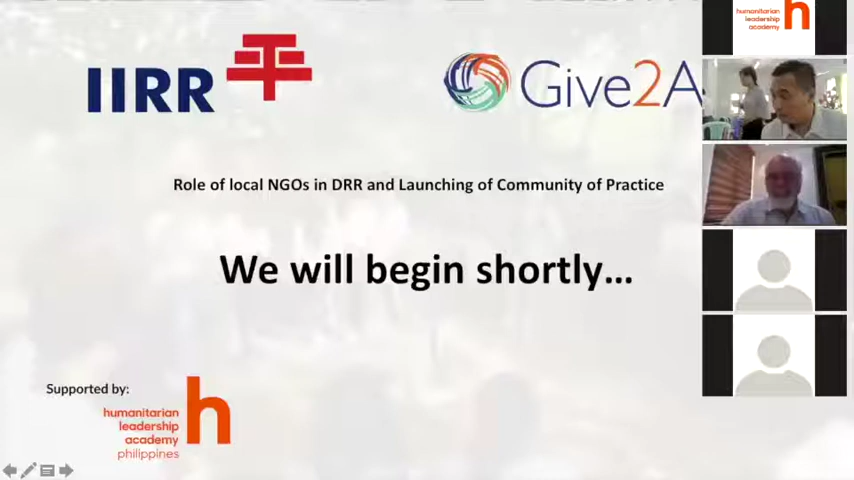 IIRR
Give2A
Role of local NGOs in DRR and Launching of Community of Practice
We will begin shortly...
Supported by:
humanitarian
leadership
academy
philippines
h
humanitarian
leadership
academy
h